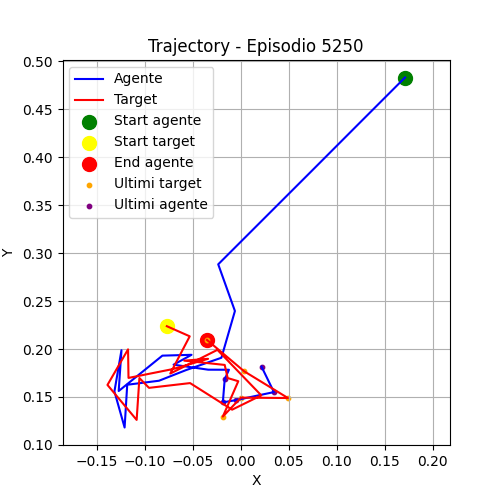 Trajectory - Episodio 5250
Agente
Target
Start agente
Start target
End agente
Ultimi target
Ultimi agente
Y
0.50
0.45
0.40
0.35
0.30
0.25
0.20
0.15
0.10
−0.15 −0.10 −0.05 0.00 0.05 0.10 0.15 0.20
X